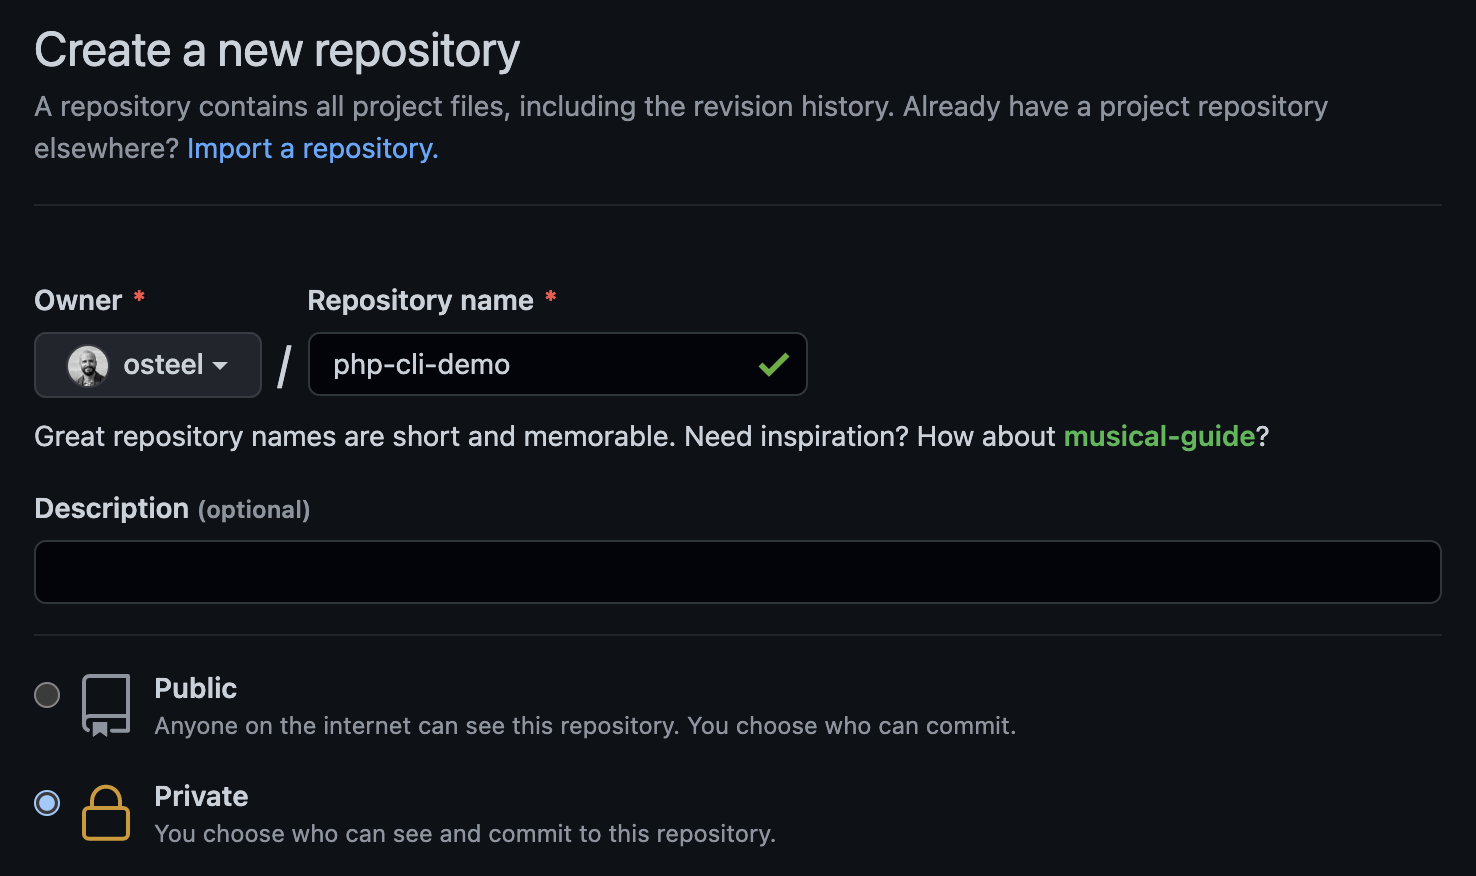 Create a new repository
A repository contains all project files, including the revision history. Already have a project repository
elsewhere? Import a repository.
Owner *
Repository name *
osteel
/
php-cli-demo
Great repository names are short and memorable. Need inspiration? How about musical-guide?
Description (optional)
Public
Anyone on the internet can see this repository. You choose who can commit.
Private
You choose who can see and commit to this repository.